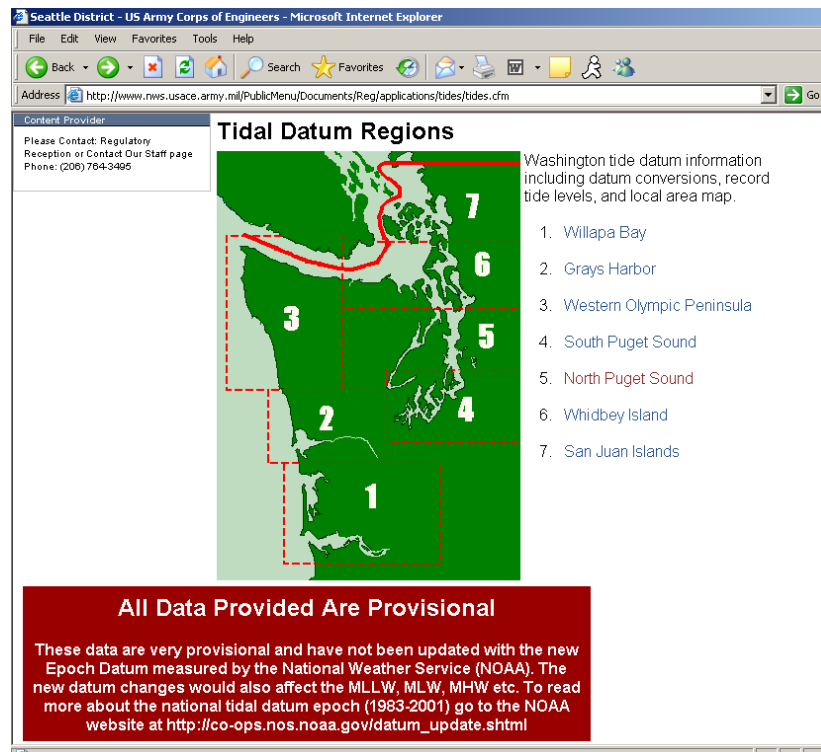 Seattle District - US Army Corps of Engineers - Microsoft Internet Explorer
File Edit View Favorites Tools Help
Back Search Favorites
Address http://www.nws.usace.army.mil/PublicMenu/Documents/Reg/applications/tides/tides.cfm Go
Content Provider
Please Contact: Regulatory
Reception or Contact Our Staff page
Phone: (206) 764-3495
Tidal Datum Regions
7
6
3
5
4
2
1
Washington tide datum information
including datum conversions, record
tide levels, and local area map.
1. Willapa Bay
2. Grays Harbor
3. Western Olympic Peninsula
4. South Puget Sound
5. North Puget Sound
6. Whidbey Island
7. San Juan Islands
All Data Provided Are Provisional
These data are very provisional and have not been updated with the new
Epoch Datum measured by the National Weather Service (NOAA). The
new datum changes would also affect the MLLW, MLW, MHW etc. To read
more about the national tidal datum epoch (1983-2001) go to the NOAA
website at http://co-ops.nos.noaa.gov/datum_update.shtml